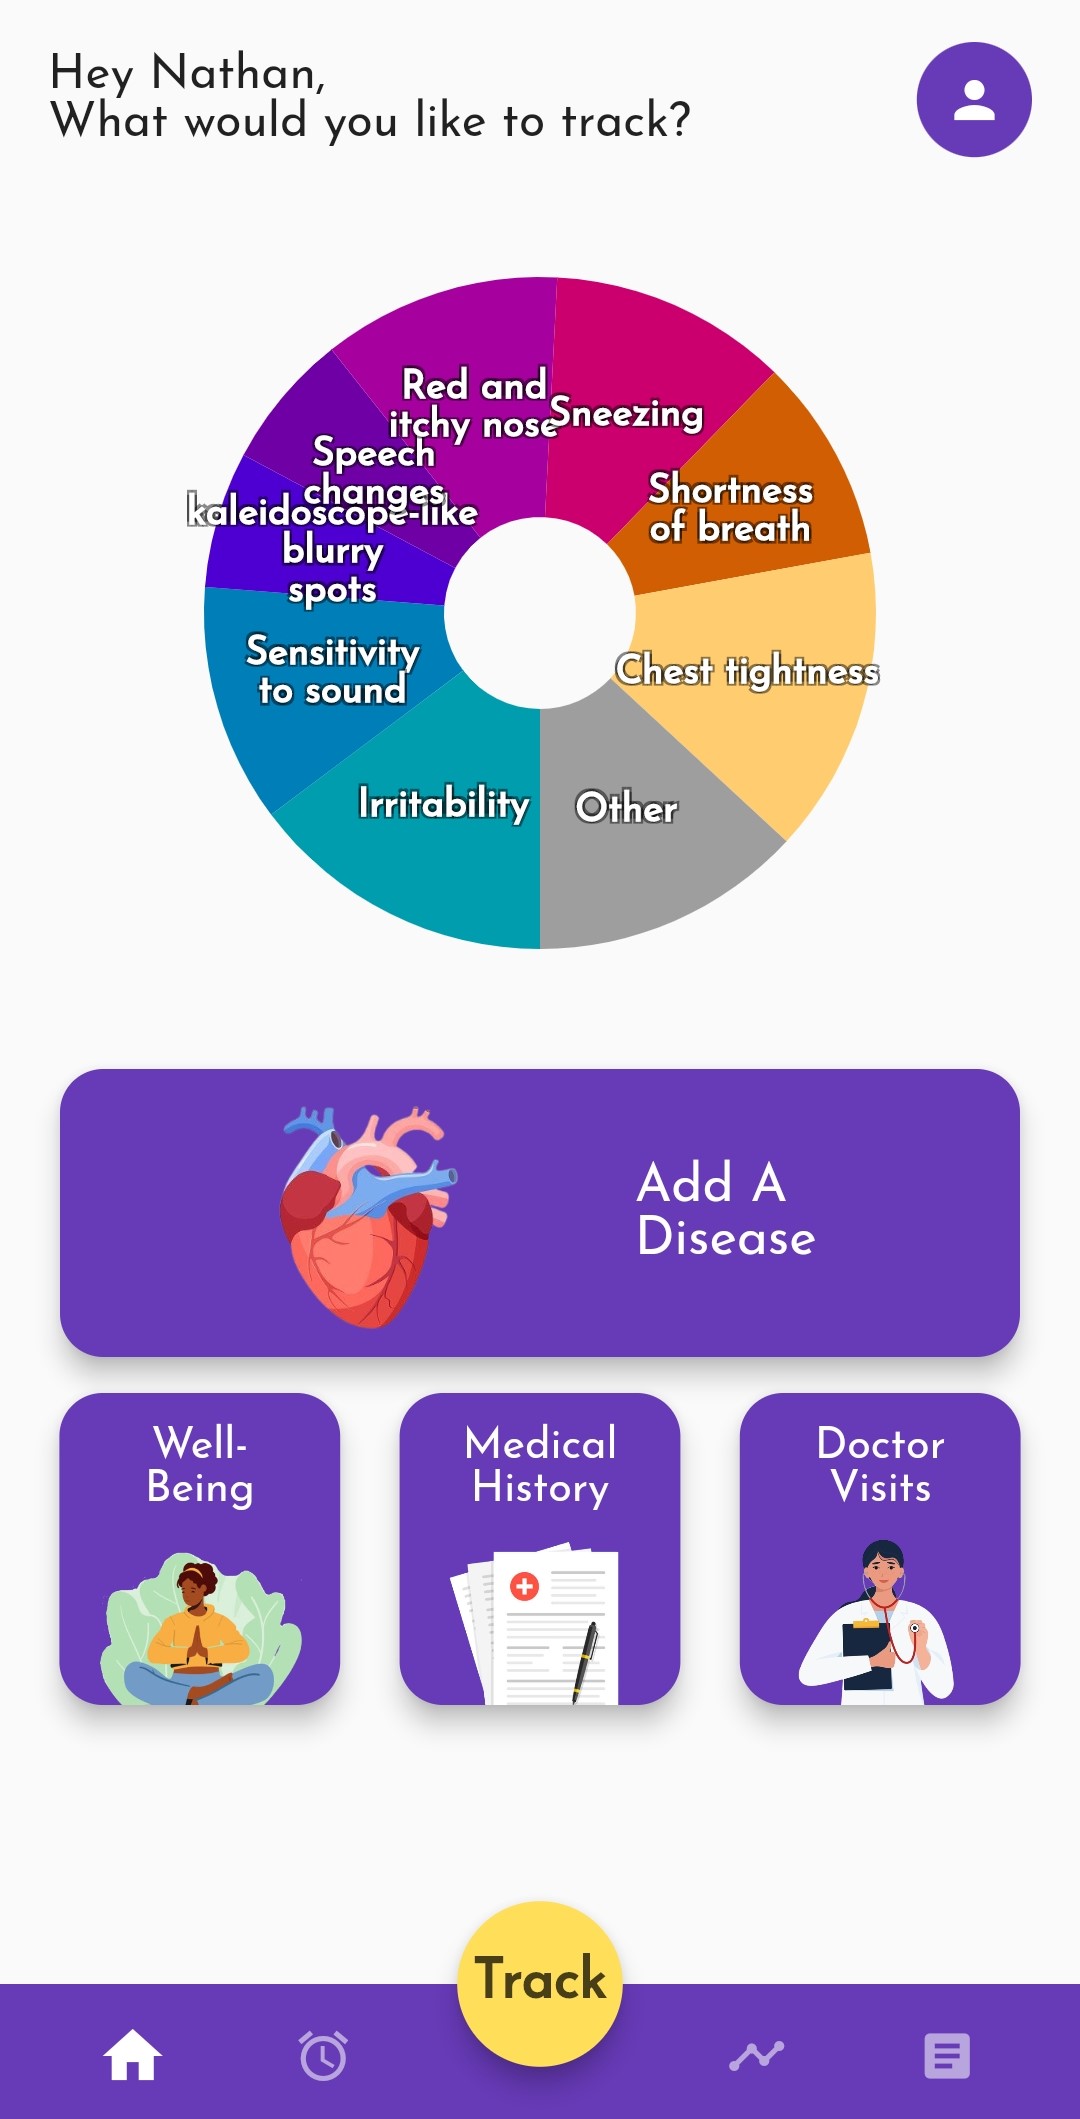 Hey Nathan,
What would you like to track?
Red and
itchy nose
Sneezing
Speech
changes
Shortness
of breath
kaleidoscope-like
blurry
spots
Sensitivity
to sound
Chest tightness
Irritability
Other
Add A
Disease
Well-
Being
Medical
History
Doctor
Visits
Track